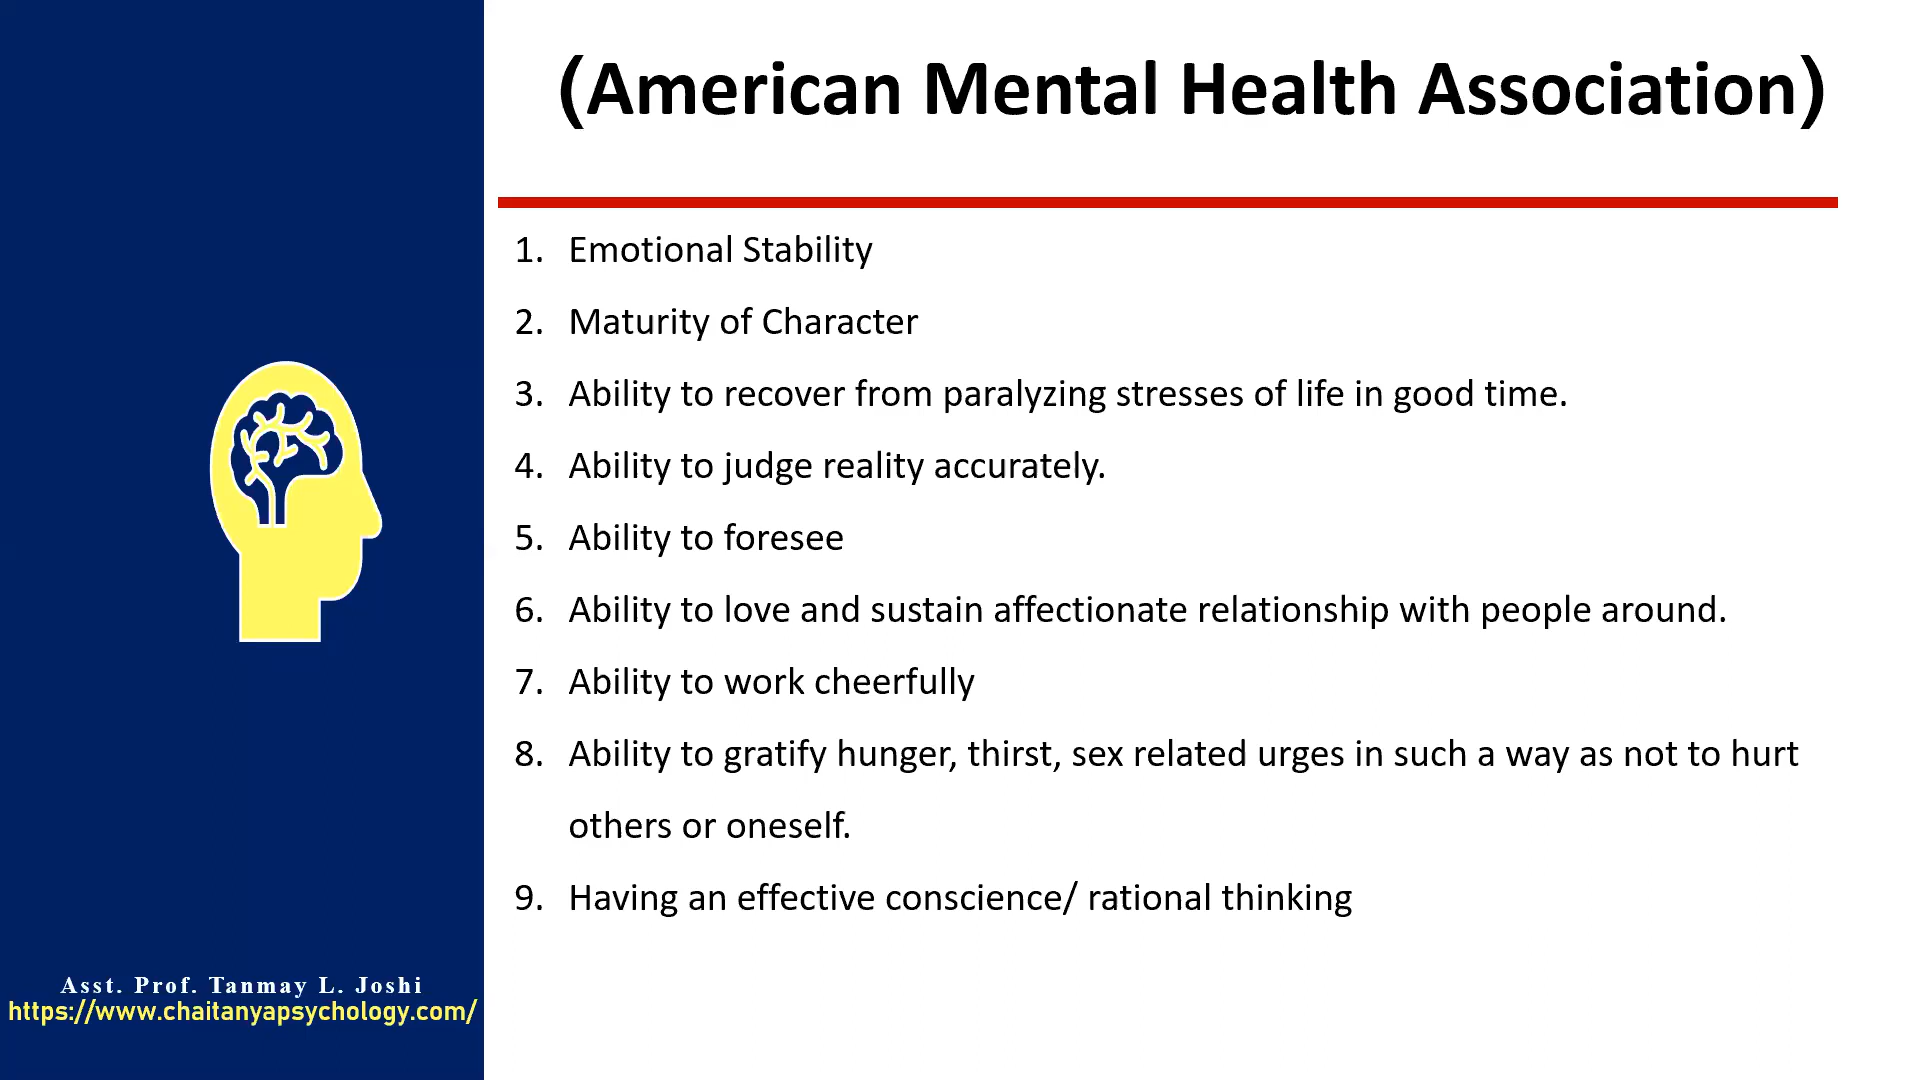 (American Mental Health Association)
1. Emotional Stability
2. Maturity of Character
3. Ability to recover from paralyzing stresses of life in good time.
4. Ability to judge reality accurately.
5. Ability to foresee
6. Ability to love and sustain affectionate relationship with people around.
7. Ability to work cheerfully
8. Ability to gratify hunger, thirst, sex related urges in such a way as not to hurt
others or oneself.
9. Having an effective conscience/ rational thinking
Asst. Prof. Tanmay L. Joshi
https://www.chaitanyapsychology.com/